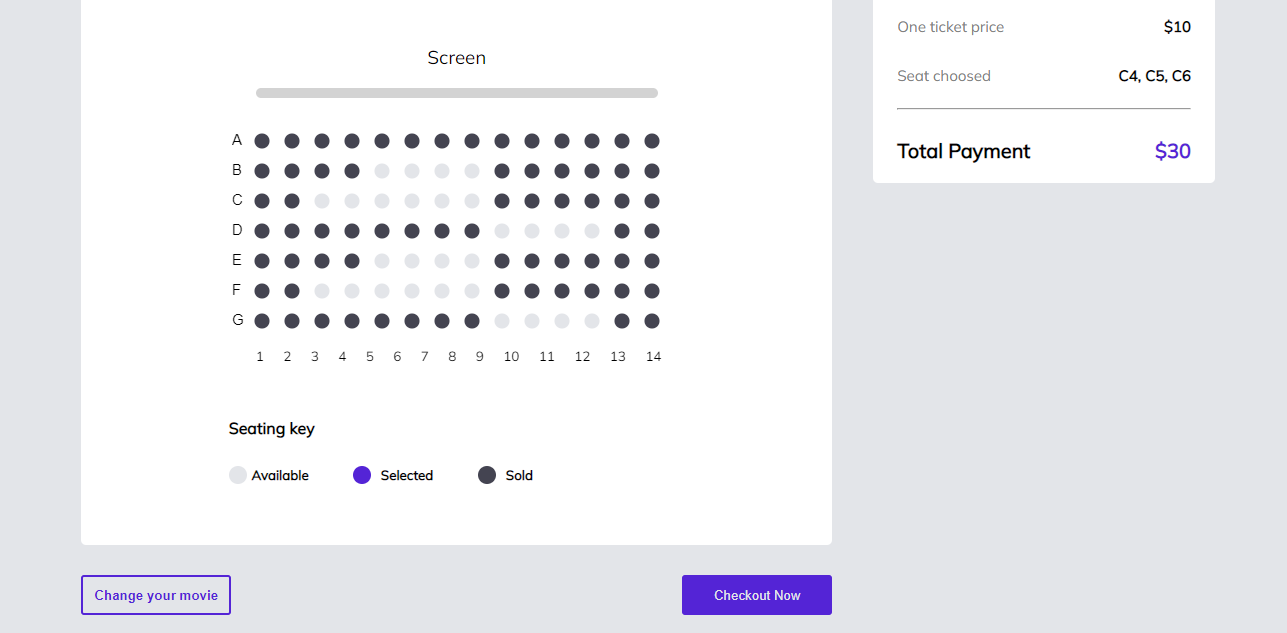 Screen
A
B
C
D
E
F
G
1 2 3 4 5 6 7 8 9 10 11 12 13 14
Seating key
Available Selected Sold
Change your movie
Checkout Now
One ticket price $10
Seat choosed C4, C5, C6
Total Payment $30